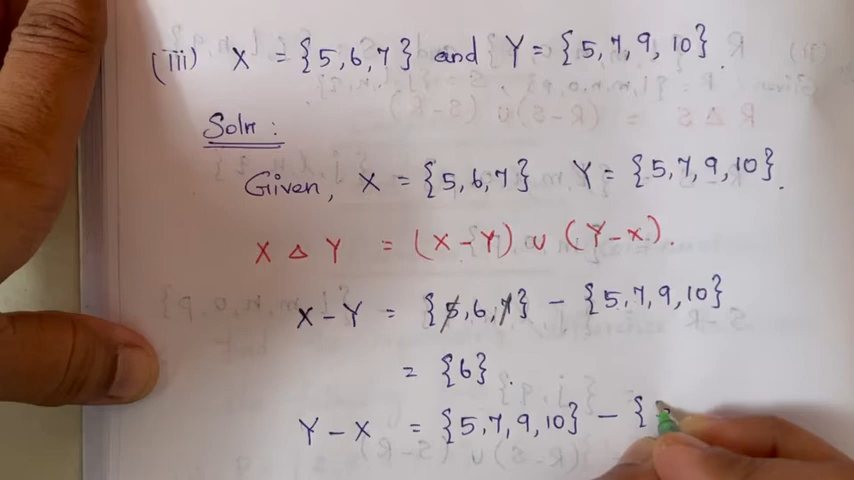 (iii) X = {5,6,7} and Y = {5,7,9,10}.
Soln :
Given, X = {5,6,7} Y = {5,7,9,10}.
X Δ Y = (X-Y) ∪ (Y-X).
X-Y = {5,6,7} - {5,7,9,10}
= {6}.
Y-X = {5,7,9,10} - {